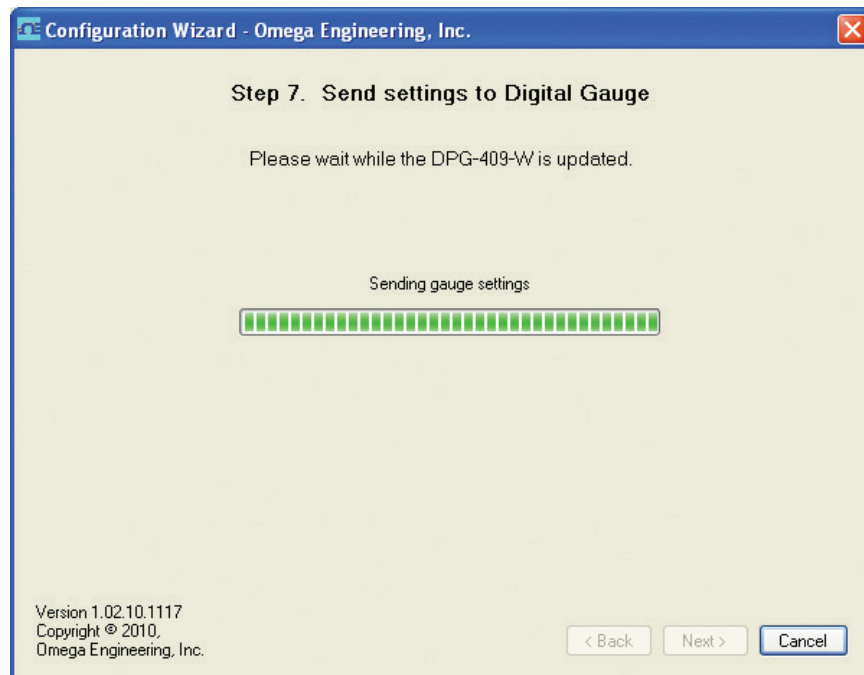 Configuration Wizard - Omega Engineering, Inc.
Step 7. Send settings to Digital Gauge
Please wait while the DPG-409-W is updated.
Sending gauge settings
Version 1.02.10.1117
Copyright © 2010,
Omega Engineering, Inc.
< Back Next > Cancel